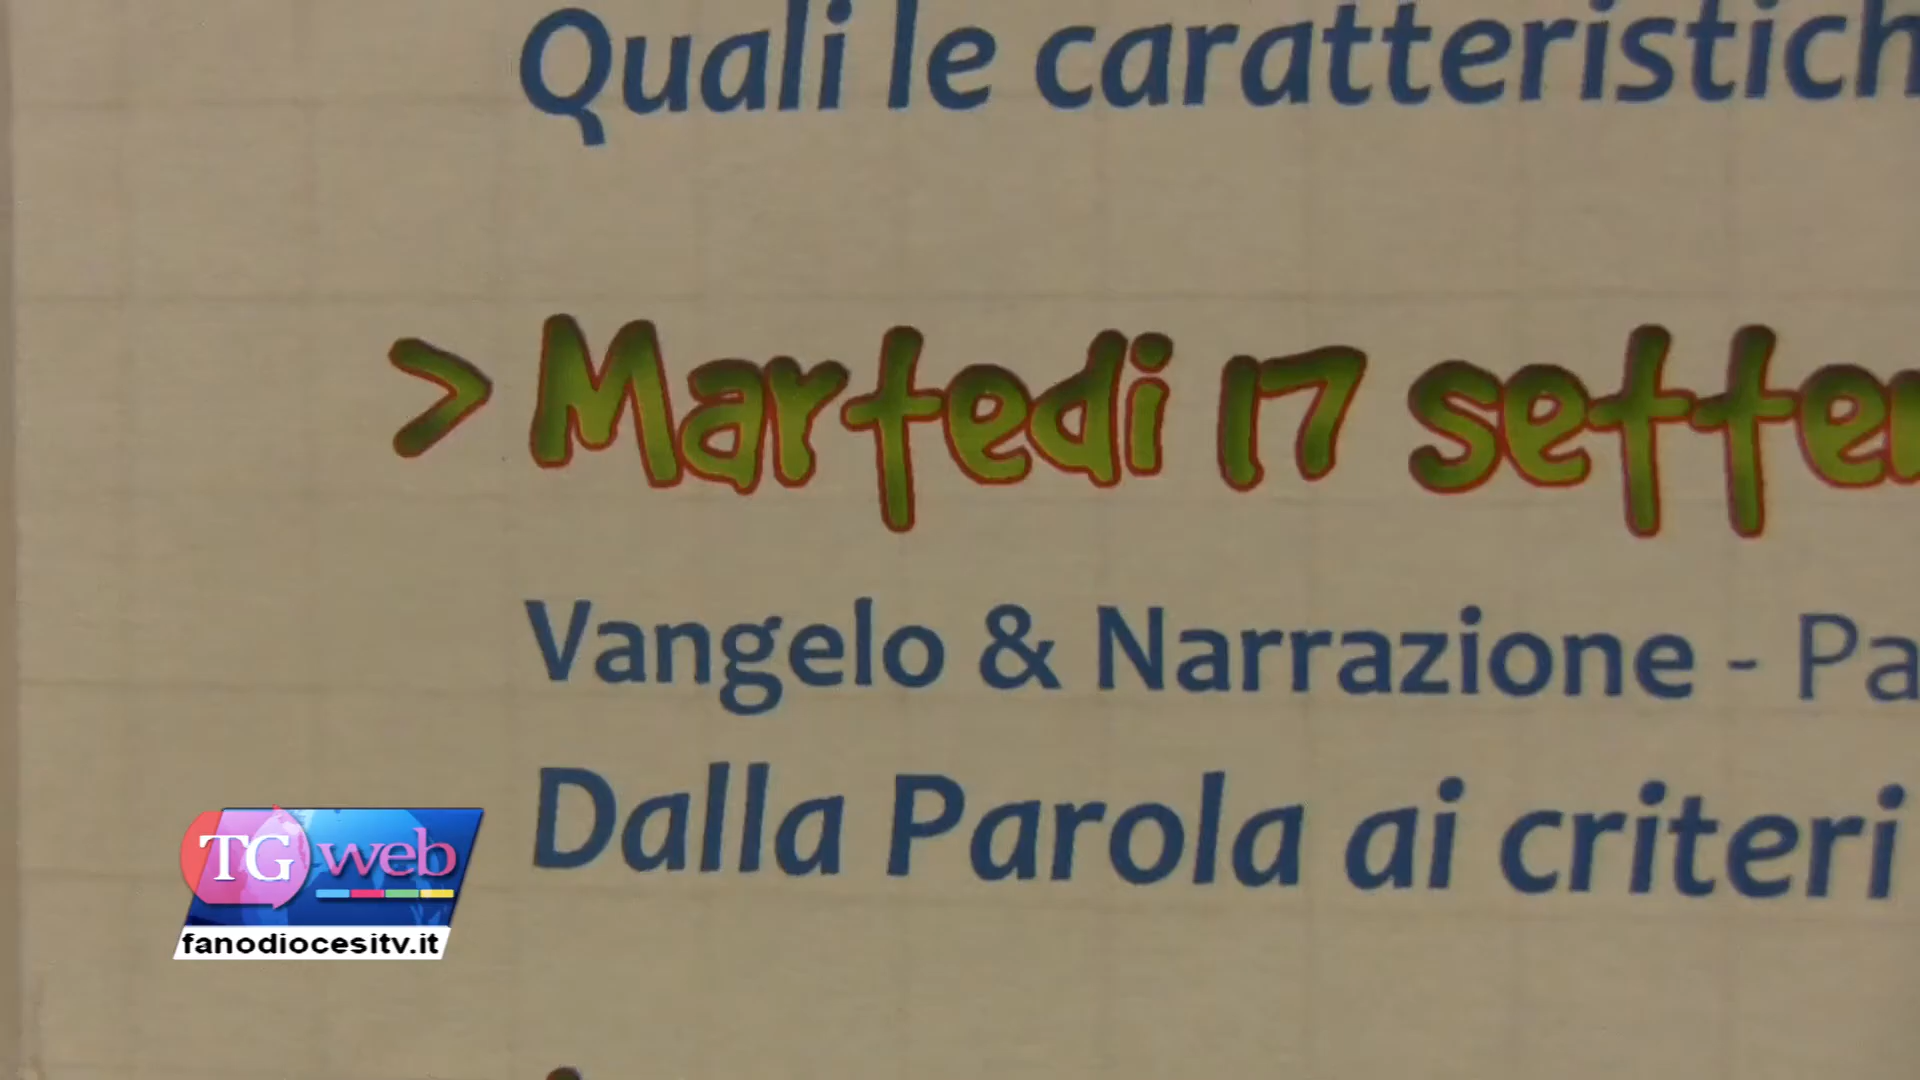 Quali le caratteristich
> Martedi 17 setter
Vangelo & Narrazione - Pa
Dalla Parola ai criteri
TG web
fanodiocesitv.it